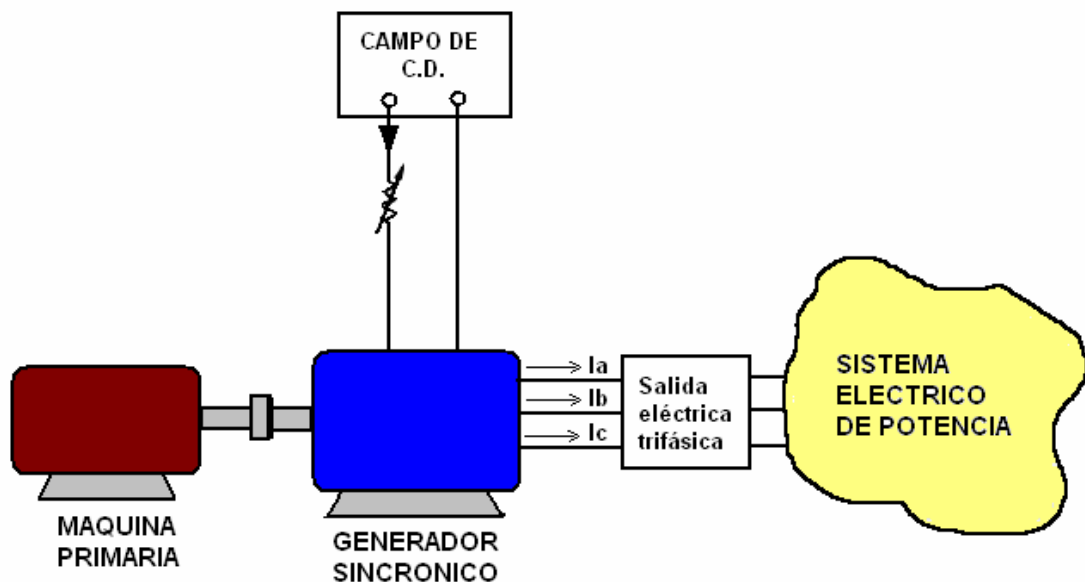 CAMPO DE
C.D.
Ia
Ib
Ic
Salida
eléctrica
trifásica
SISTEMA
ELECTRICO
DE POTENCIA
MAQUINA
PRIMARIA
GENERADOR
SINCRONICO